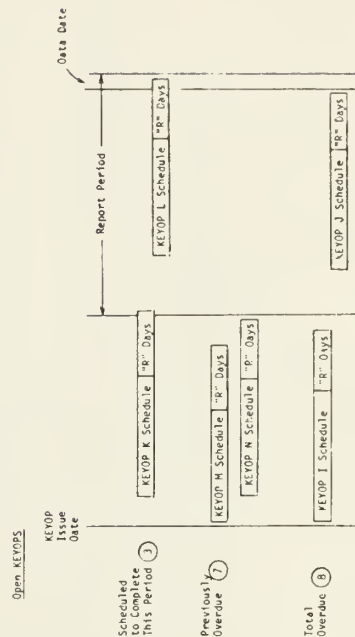 Open KEYOPS
KEYOP
Issue
Date
Report Period
Data Date
Scheduled
to Complete
This Period 3
KEYOP K Schedule "R" Days
KEYOP L Schedule "R" Days
Previously
Overdue 7
KEYOP M Schedule "R" Days
KEYOP N Schedule "R" Days
Total
Overdue 8
KEYOP I Schedule "R" Days
KEYOP J Schedule "R" Days